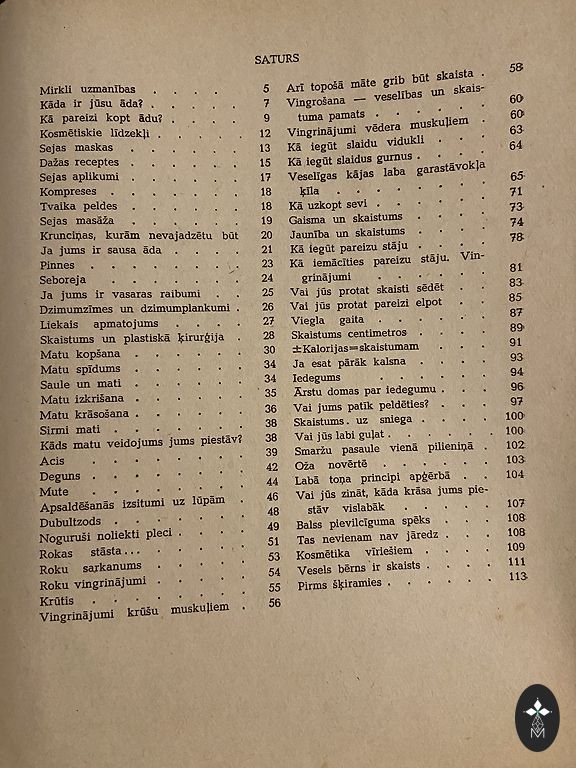 SATURS
Mirkli uzmanības . . . . 5
Kāda ir jūsu āda? . . . . 7
Kā pareizi kopt ādu? . . . . 9
Kosmētiskie līdzekļi . . . . 12
Sejas maskas . . . . 13
Dažas receptes . . . . 15
Sejas aplikumi . . . . 17
Kompreses . . . . 18
Tvaika peldes . . . . 18
Sejas masāža . . . . 19
Krunciņas, kurām nevajadzētu būt 20
Ja jums ir sausa āda . . . . 21
Pinnes . . . . 23
Seboreja . . . . 24
Ja jums ir vasaras raibumi . . 25
Dzimumzīmes un dzimumplankumi . 26
Liekais apmatojums . . . . 27
Skaistums un plastiskā ķirurģija . 28
Matu kopšana . . . . 30
Matu spīdums . . . . 34
Saule un mati . . . . 34
Matu izkrišana . . . . 35
Matu krāsošana . . . . 36
Sirmi mati . . . . 38
Kāds matu veidojums jums piestāv? 38
Acis . . . . 39
Deguns . . . . 42
Mute . . . . 44
Apsaldēšanās izsitumi uz lūpām . 46
Dubultzods . . . . 48
Noguruši noliekti pleci . . . . 49
Rokas stāsta... . . . . 51
Roku sarkanums . . . . 53
Roku vingrinājumi . . . . 54
Krūtis . . . . 55
Vingrinājumi krūšu muskuļiem . 56
Arī topošā māte grib būt skaista . 58
Vingrošana — veselības un skais-
tuma pamats . . . . 60
Vingrinājumi vēdera muskuļiem . 60
Kā iegūt slaidu vidukli . . . 63
Kā iegūt slaidus gurnus . . . 64
Veselīgas kājas laba garastāvokļa
ķīla . . . . 65
Kā uzkopt sevi . . . . 71
Gaisma un skaistums . . . . 73
Jaunība un skaistums . . . . 74
Kā iegūt pareizu stāju . . . . 78
Kā iemācīties pareizu stāju. Vin-
grinājumi . . . . 81
Vai jūs protat skaisti sēdēt . . 83
Vai jūs protat pareizi elpot . . 85
Viegla gaita . . . . 87
Skaistums centimetros . . . . 89
±Kalorijas=skaistumam . . . 91
Ja esat pārāk kalsna . . . . 93
Iedegums . . . . 94
Ārstu domas par iedegumu . . . 96
Vai jums patīk peldēties? . . . 97
Skaistums. uz sniega . . . . 100
Vai jūs labi guļat . . . . 100
Smaržu pasaule vienā pilieniņā . 102
Oža novērtē . . . . 103
Labā toņa principi apģērbā . . 104
Vai jūs zināt, kāda krāsa jums pie-
stāv vislabāk . . . . 107
Balss pievilcīguma spēks . . . 108
Tas nevienam nav jāredz . . . 108
Kosmētika vīriešiem . . . . 109
Vesels bērns ir skaists . . . . 111
Pirms šķiramies . . . . 113
M